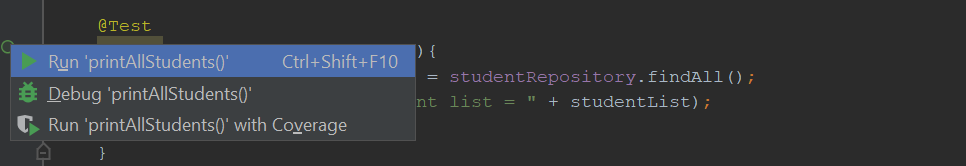 @Test
){
Run 'printAllStudents()' Ctrl+Shift+F10
= studentRepository.findAll();
Debug 'printAllStudents()'
nt list = " + studentList);
Run 'printAllStudents()' with Coverage
}